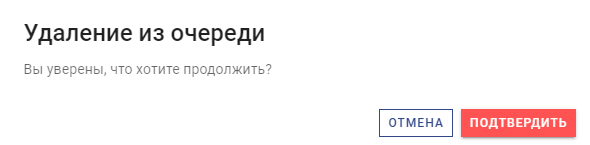 Удаление из очереди
Вы уверены, что хотите продолжить?
ОТМЕНА ПОДТВЕРДИТЬ